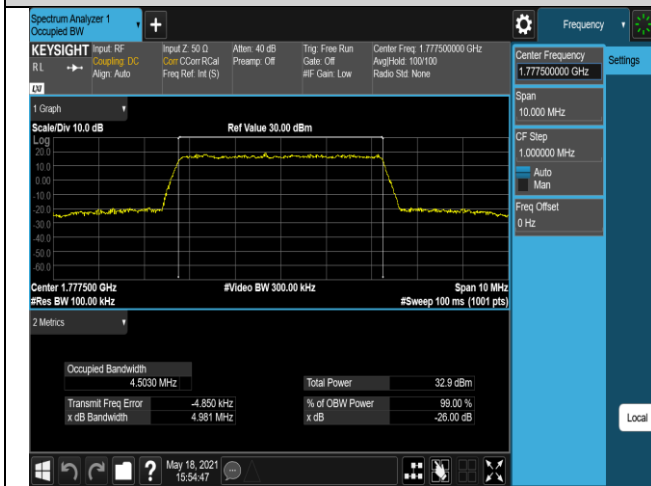 Spectrum Analyzer 1
Occupied BW
Frequency
KEYSIGHT
RL
LXI
Input: RF
Coupling: DC
Align: Auto
Input Z: 50 Ω
Corr CCorr RCal
Freq Ref: Int (S)
Atten: 40 dB
Preamp: Off
Trig: Free Run
Gate: Off
#IF Gain: Low
Center Freq: 1.777500000 GHz
Avg|Hold: 100/100
Radio Std: None
Center Frequency
1.777500000 GHz
Settings
Span
10.000 MHz
CF Step
1.000000 MHz
Auto
Man
Freq Offset
0 Hz
1 Graph
Scale/Div 10.0 dB
Ref Value 30.00 dBm
Log
20.0
10.0
0.00
-10.0
-20.0
-30.0
-40.0
-50.0
-60.0
Center 1.777500 GHz
#Video BW 300.00 kHz
Span 10 MHz
#Res BW 100.00 kHz
#Sweep 100 ms (1001 pts)
2 Metrics
Occupied Bandwidth
4.5030 MHz
Total Power 32.9 dBm
Transmit Freq Error -4.850 kHz
% of OBW Power 99.00 %
x dB Bandwidth 4.981 MHz
x dB -26.00 dB
Local
?
May 18, 2021
15:54:47